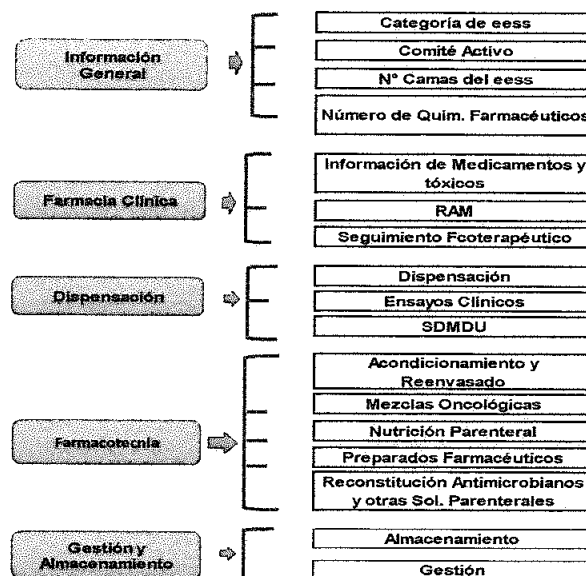 Información
General
Categoría de eess
Comité Activo
N° Camas del eess
Número de Quim. Farmacéuticos
Farmacia Clínica
Información de Medicamentos y
tóxicos
RAM
Seguimiento Fcoterapéutico
Dispensación
Dispensación
Ensayos Clínicos
SDMDU
Farmacotecnia
Acondicionamiento y
Reenvasado
Mezclas Oncológicas
Nutrición Parenteral
Preparados Farmacéuticos
Reconstitución Antimicrobianos
y otras Sol. Parenterales
Gestión y
Almacenamiento
Almacenamiento
Gestión